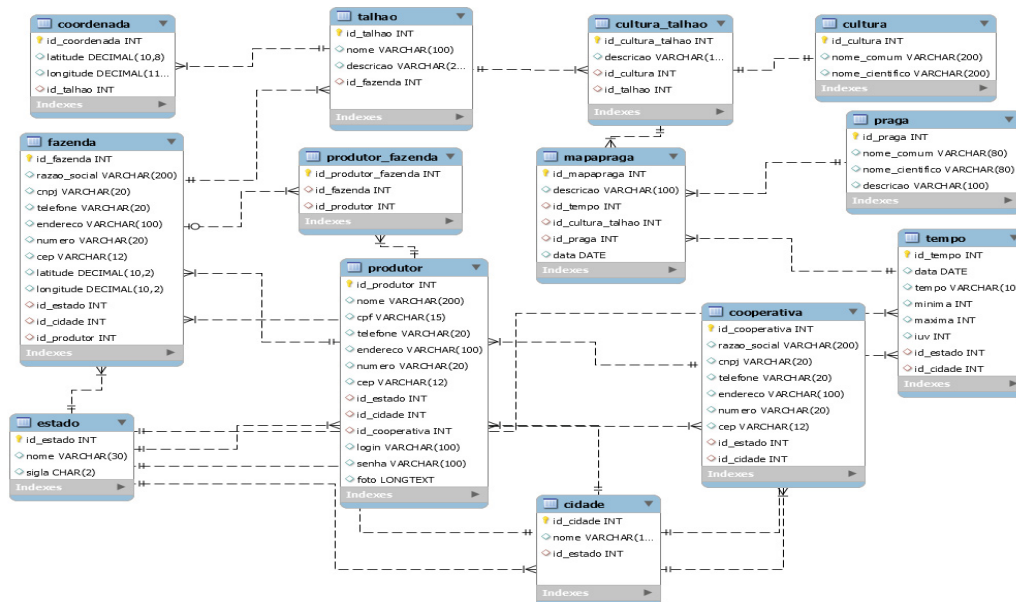 coordenada
id_coordenada INT
latitude DECIMAL(10,8)
longitude DECIMAL(11...
id_talhao INT
Indexes
talhao
id_talhao INT
nome VARCHAR(100)
descricao VARCHAR(2...
id_fazenda INT
Indexes
cultura_talhao
id_cultura_talhao INT
descricao VARCHAR(1...
id_cultura INT
id_talhao INT
Indexes
cultura
id_cultura INT
nome_comum VARCHAR(200)
nome_cientifico VARCHAR(200)
Indexes
fazenda
id_fazenda INT
razao_social VARCHAR(200)
cnpj VARCHAR(20)
telefone VARCHAR(20)
endereco VARCHAR(100)
numero VARCHAR(20)
cep VARCHAR(12)
latitude DECIMAL(10,2)
longitude DECIMAL(10,2)
id_estado INT
id_cidade INT
id_produtor INT
Indexes
produtor_fazenda
id_produtor_fazenda INT
id_fazenda INT
id_produtor INT
Indexes
mapapraga
id_mapapraga INT
descricao VARCHAR(100)
id_tempo INT
id_cultura_talhao INT
id_praga INT
data DATE
Indexes
praga
id_praga INT
nome_comum VARCHAR(80)
nome_cientifico VARCHAR(80)
descricao VARCHAR(100)
Indexes
tempo
id_tempo INT
data DATE
tempo VARCHAR(10
minima INT
maxima INT
iuv INT
id_estado INT
id_cidade INT
Indexes
produtor
id_produtor INT
nome VARCHAR(200)
cpf VARCHAR(15)
telefone VARCHAR(20)
endereco VARCHAR(100)
numero VARCHAR(20)
cep VARCHAR(12)
id_estado INT
id_cidade INT
id_cooperativa INT
login VARCHAR(100)
senha VARCHAR(100)
foto LONGTEXT
Indexes
cooperativa
id_cooperativa INT
razao_social VARCHAR(200)
cnpj VARCHAR(20)
telefone VARCHAR(20)
endereco VARCHAR(100)
numero VARCHAR(20)
cep VARCHAR(12)
id_estado INT
id_cidade INT
Indexes
estado
id_estado INT
nome VARCHAR(30)
sigla CHAR(2)
Indexes
cidade
id_cidade INT
nome VARCHAR(1...
id_estado INT
Indexes